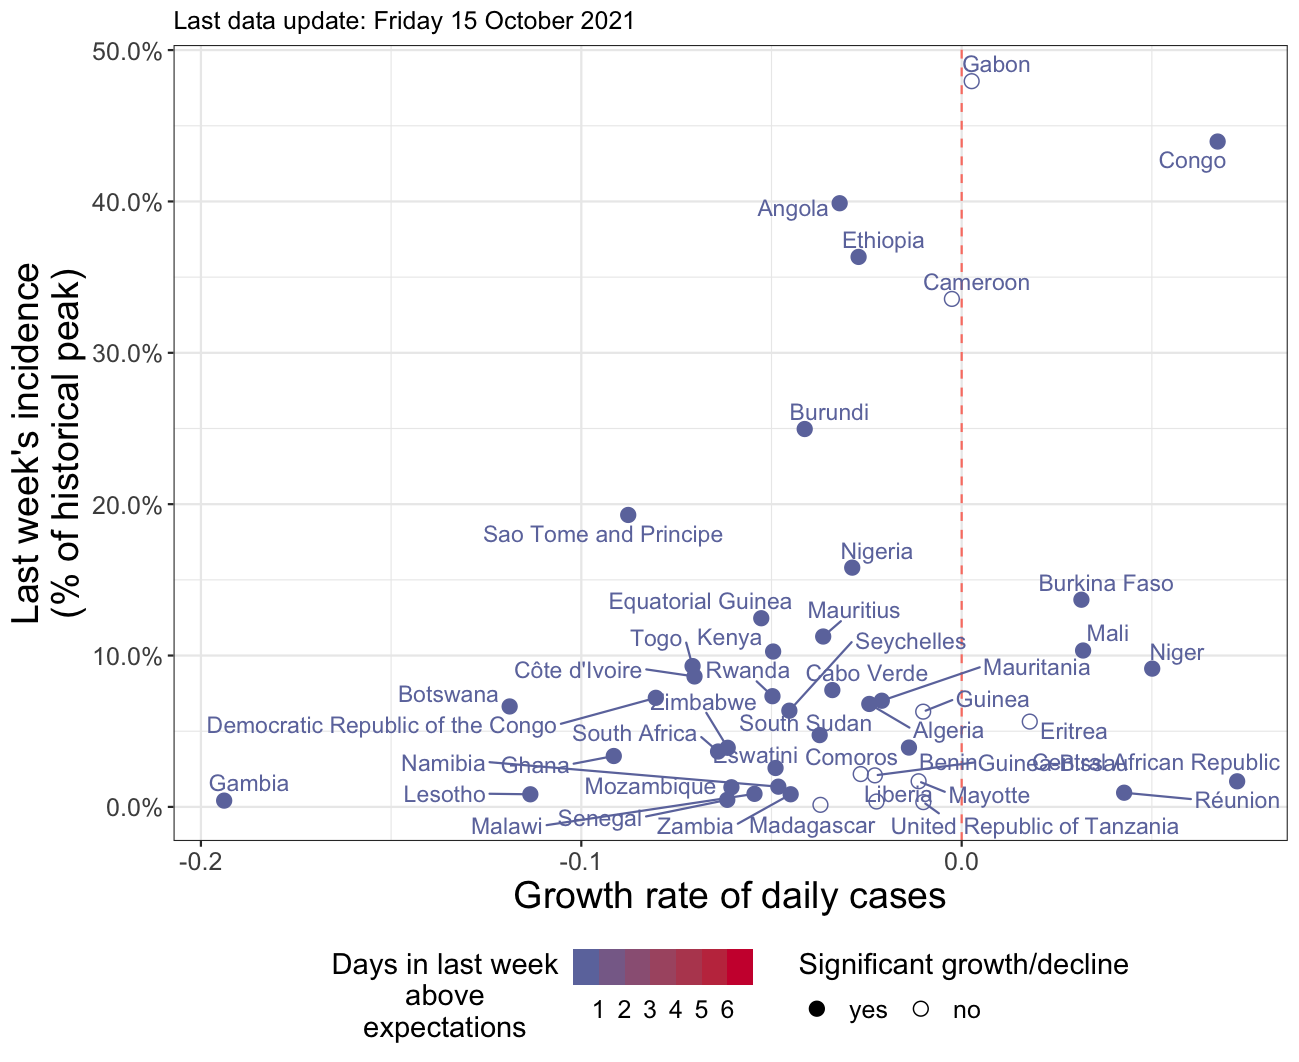 Last data update: Friday 15 October 2021
Last week's incidence
(% of historical peak)
50.0%
40.0%
30.0%
20.0%
10.0%
0.0%
Gabon
Congo
Angola
Ethiopia
Cameroon
Burundi
Sao Tome and Principe
Nigeria
Burkina Faso
Equatorial Guinea
Mauritius
Togo
Kenya
Seychelles
Mali
Niger
Côte d'Ivoire
Rwanda
Cabo Verde
Mauritania
Botswana
Zimbabwe
Guinea
Democratic Republic of the Congo
South Sudan
South Africa
Algeria
Eritrea
Namibia
Ghana
Eswatini
Comoros
Benin
Guinea-Bissau
Central African Republic
Gambia
Lesotho
Mozambique
Liberia
Mayotte
Réunion
Malawi
Senegal
Zambia
Madagascar
United Republic of Tanzania
-0.2
-0.1
0.0
Growth rate of daily cases
Days in last week
above
expectations
1 2 3 4 5 6
Significant growth/decline
yes
no